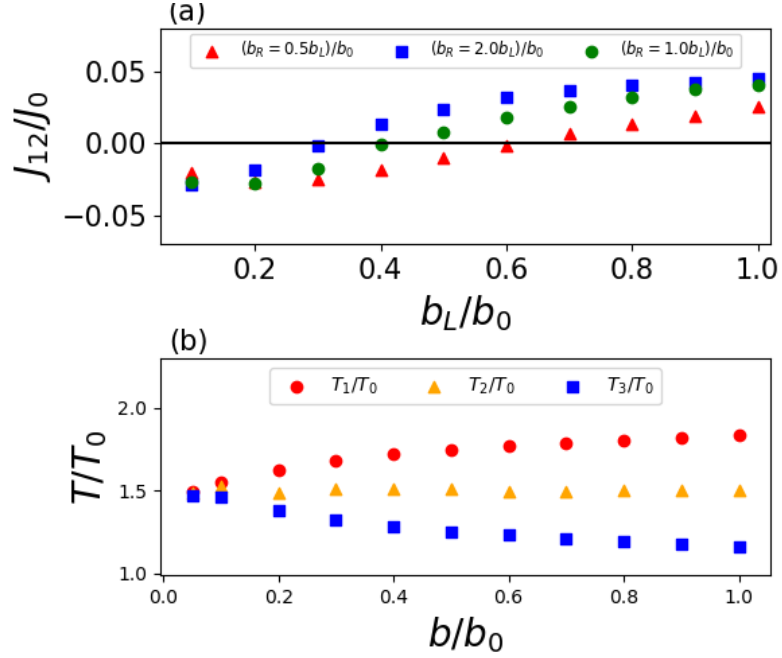 (a)
(b_R = 0.5b_L)/b_0 (b_R = 2.0b_L)/b_0 (b_R = 1.0b_L)/b_0
J_12/J_0
0.05
0.00
−0.05
0.2 0.4 0.6 0.8 1.0
b_L/b_0
(b)
T_1/T_0 T_2/T_0 T_3/T_0
T/T_0
2.0
1.5
1.0
0.0 0.2 0.4 0.6 0.8 1.0
b/b_0